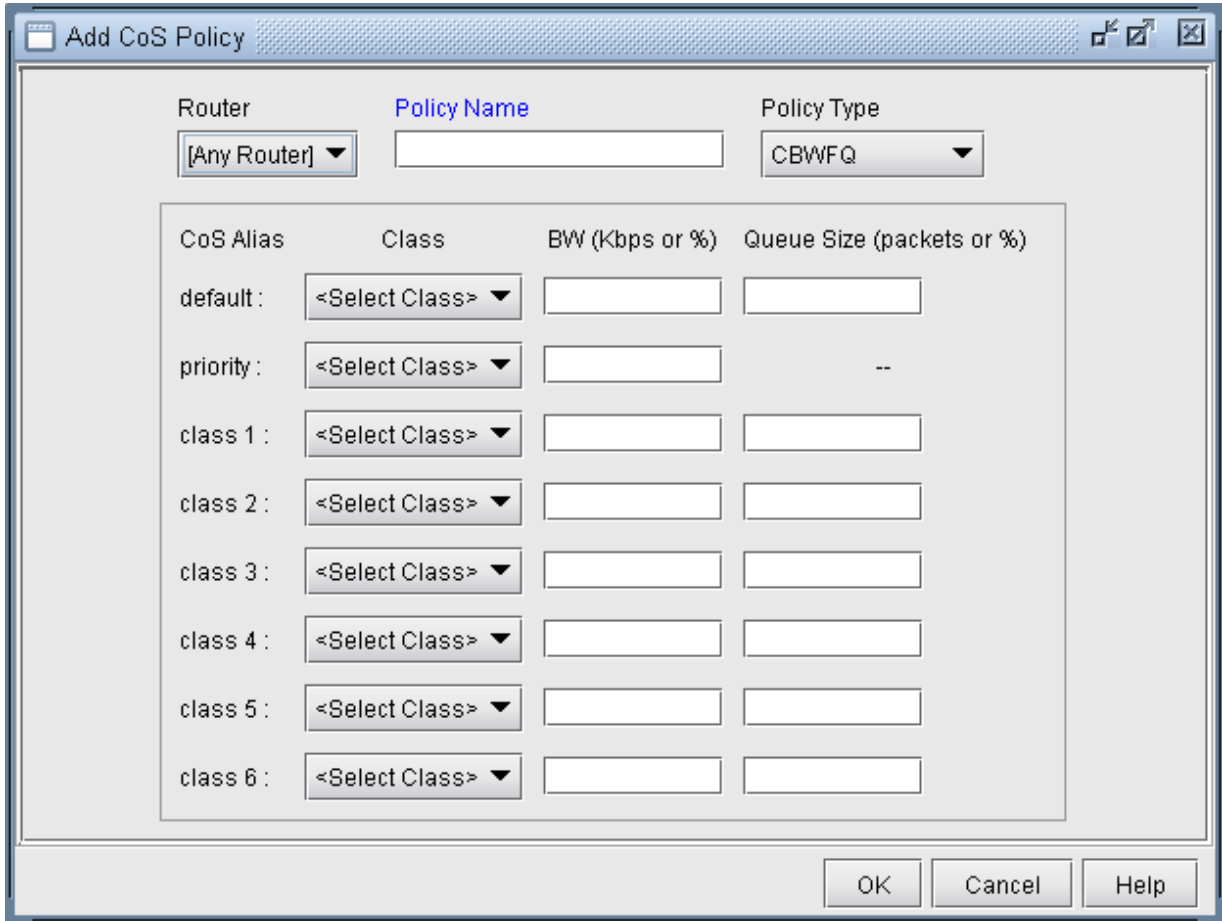 Add CoS Policy
Router Policy Name Policy Type
[Any Router] CBWFQ
CoS Alias Class BW (Kbps or %) Queue Size (packets or %)
default : <Select Class>
priority : <Select Class> --
class 1 : <Select Class>
class 2 : <Select Class>
class 3 : <Select Class>
class 4 : <Select Class>
class 5 : <Select Class>
class 6 : <Select Class>
OK Cancel Help